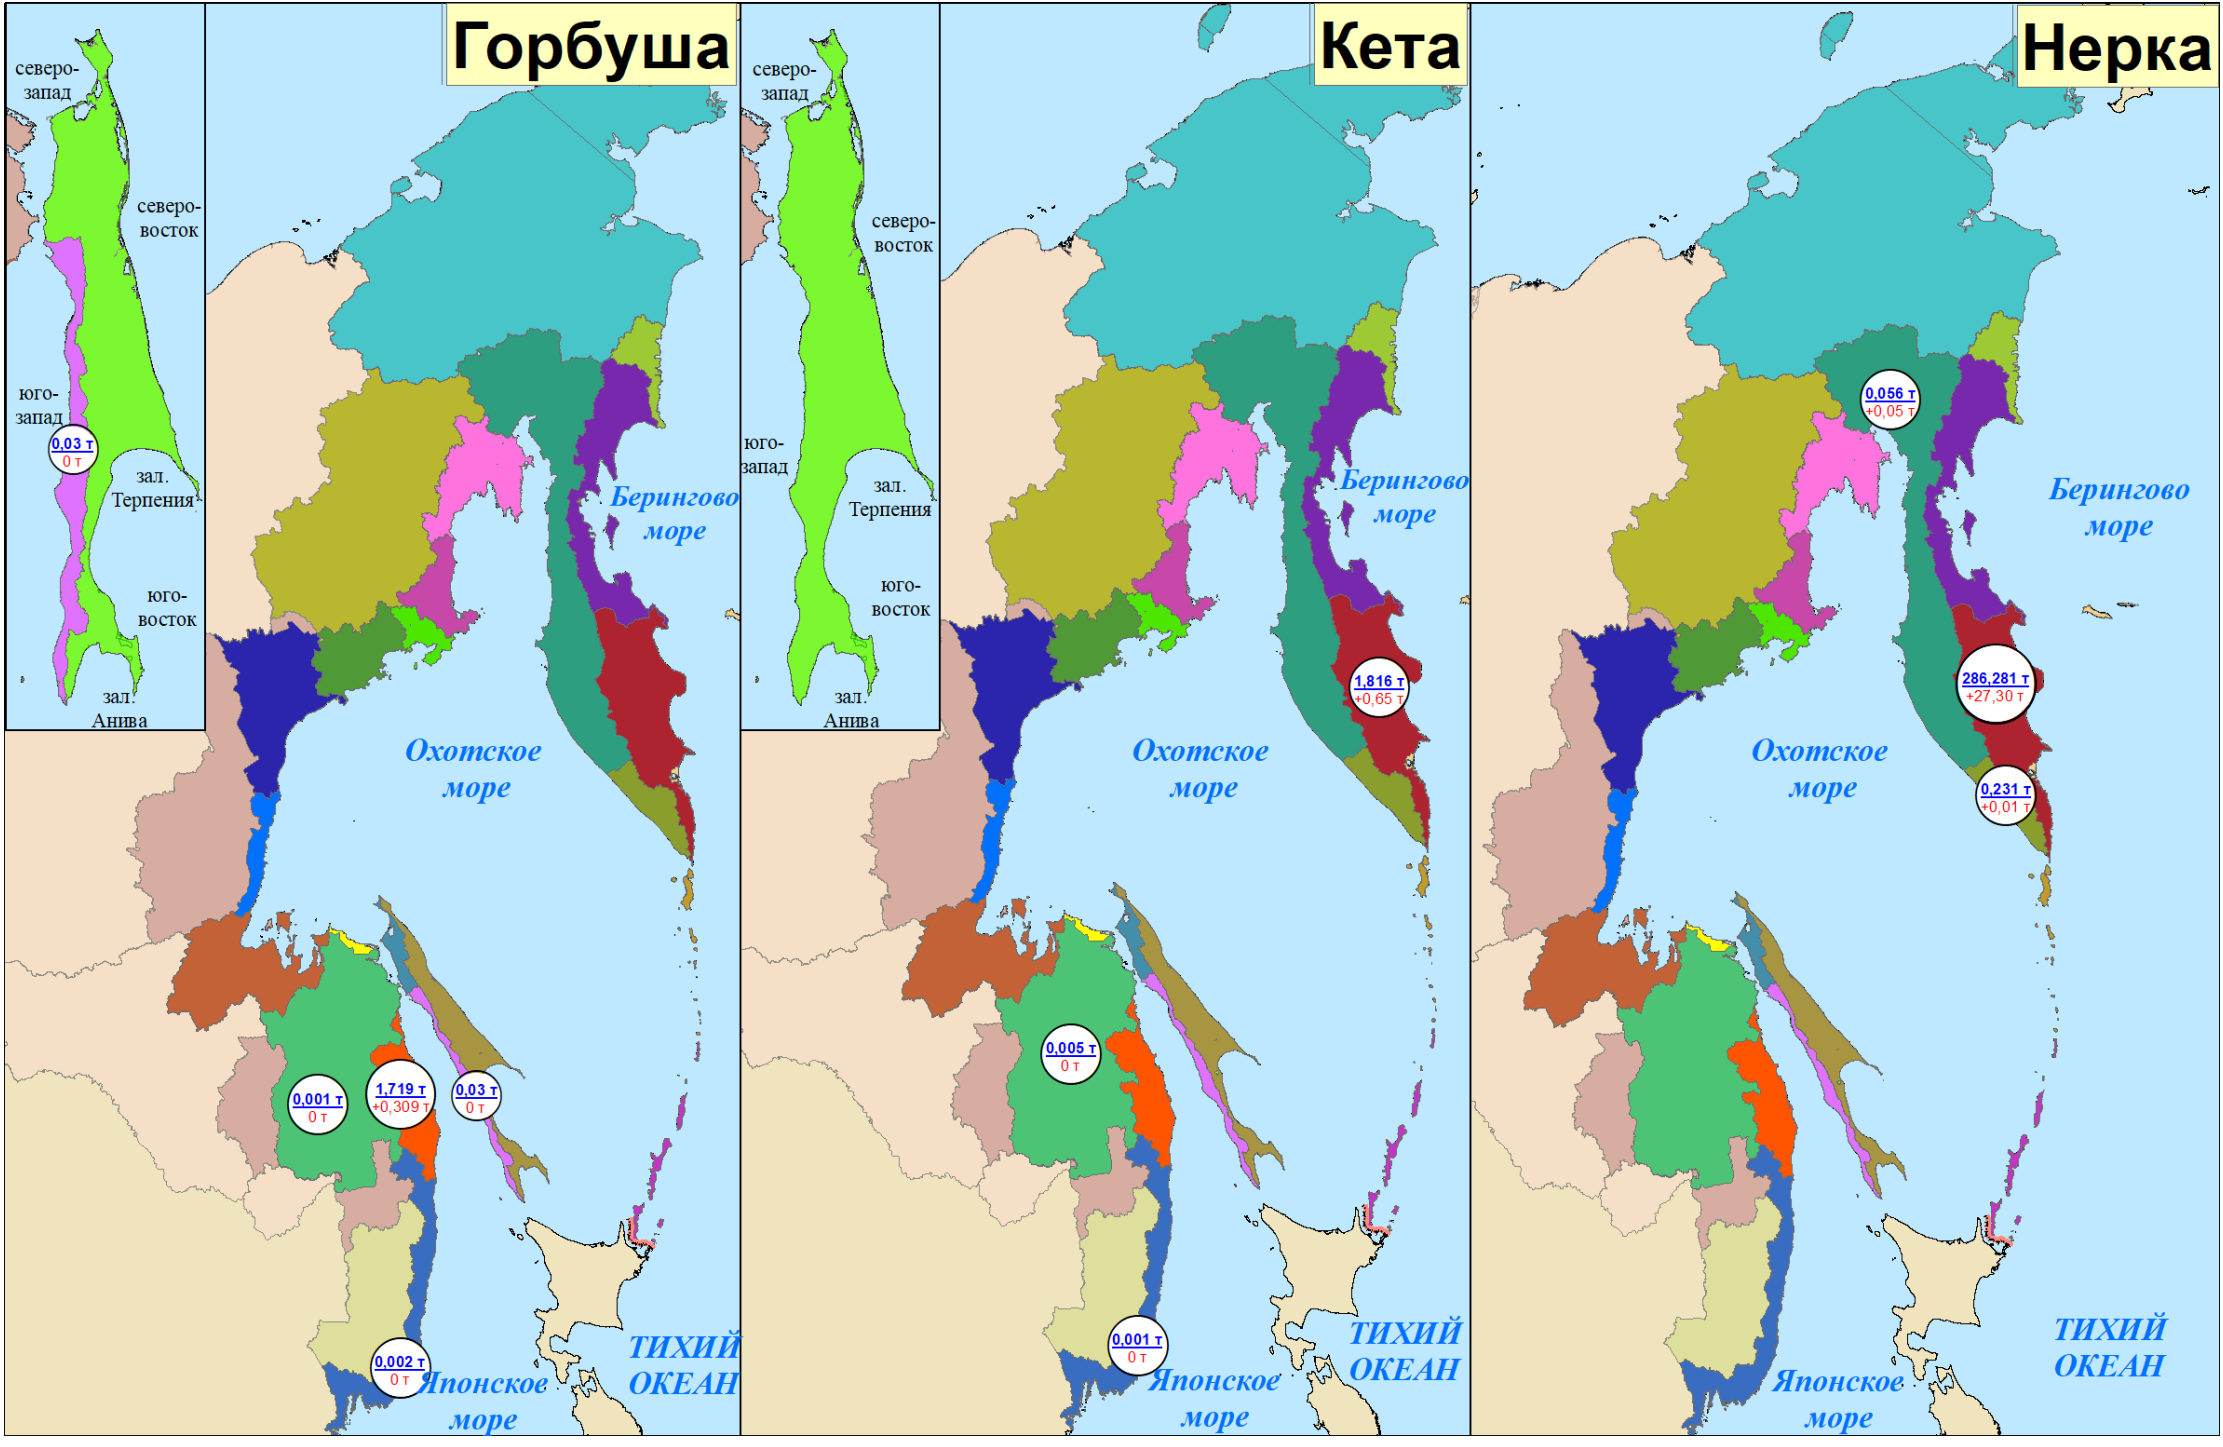 Горбуша
северо-
запад
северо-
восток
юго-
запад
0,03 т
0 т
зал.
Терпения
юго-
восток
зал.
Анива
Берингово
море
Охотское
море
0,001 т
0 т
1,719 т
+0,309 т
0,03 т
0 т
0,002 т
0 т
Японское
море
ТИХИЙ
ОКЕАН
Кета
северо-
запад
северо-
восток
юго-
запад
зал.
Терпения
юго-
восток
зал.
Анива
Берингово
море
1,816 т
+0,65 т
Охотское
море
0,005 т
0 т
0,001 т
0 т
Японское
море
ТИХИЙ
ОКЕАН
Нерка
0,056 т
+0,05 т
Берингово
море
286,281 т
+27,30 т
0,231 т
+0,01 т
Охотское
море
Японское
море
ТИХИЙ
ОКЕАН